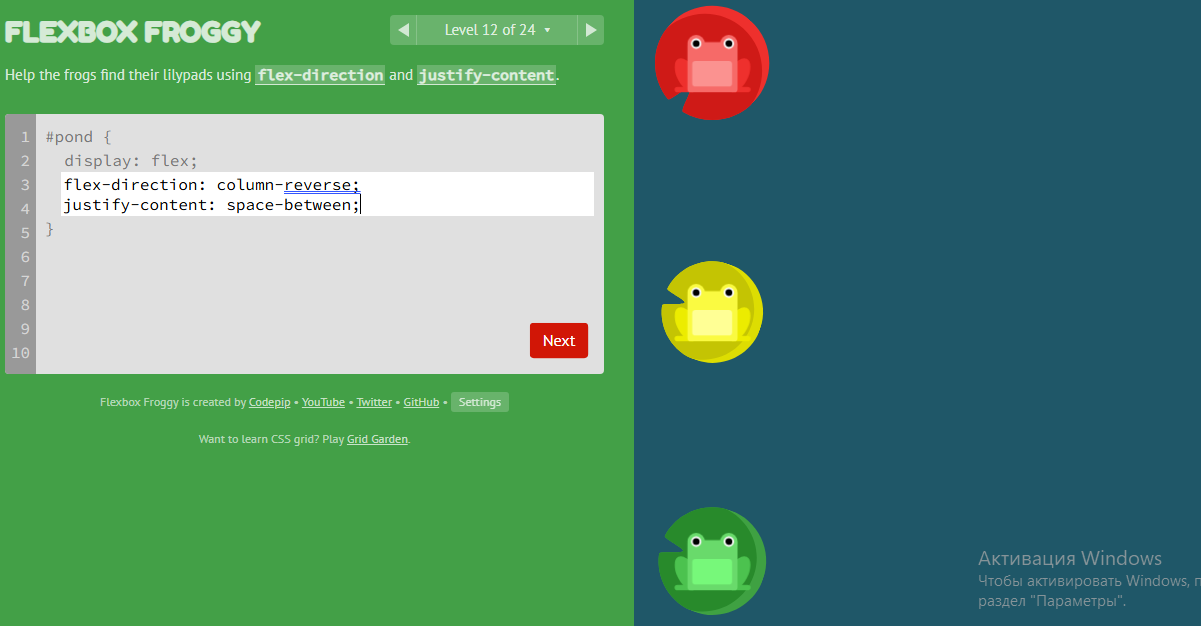 FLEXBOX FROGGY
Level 12 of 24
Help the frogs find their lilypads using flex-direction and justify-content.
1 #pond {
2 display: flex;
3 flex-direction: column-reverse;
4 justify-content: space-between;
5 }
6
7
8
9
10
Next
Flexbox Froggy is created by Codepip • YouTube • Twitter • GitHub • Settings
Want to learn CSS grid? Play Grid Garden.
Активация Windows
Чтобы активировать Windows,
раздел "Параметры".